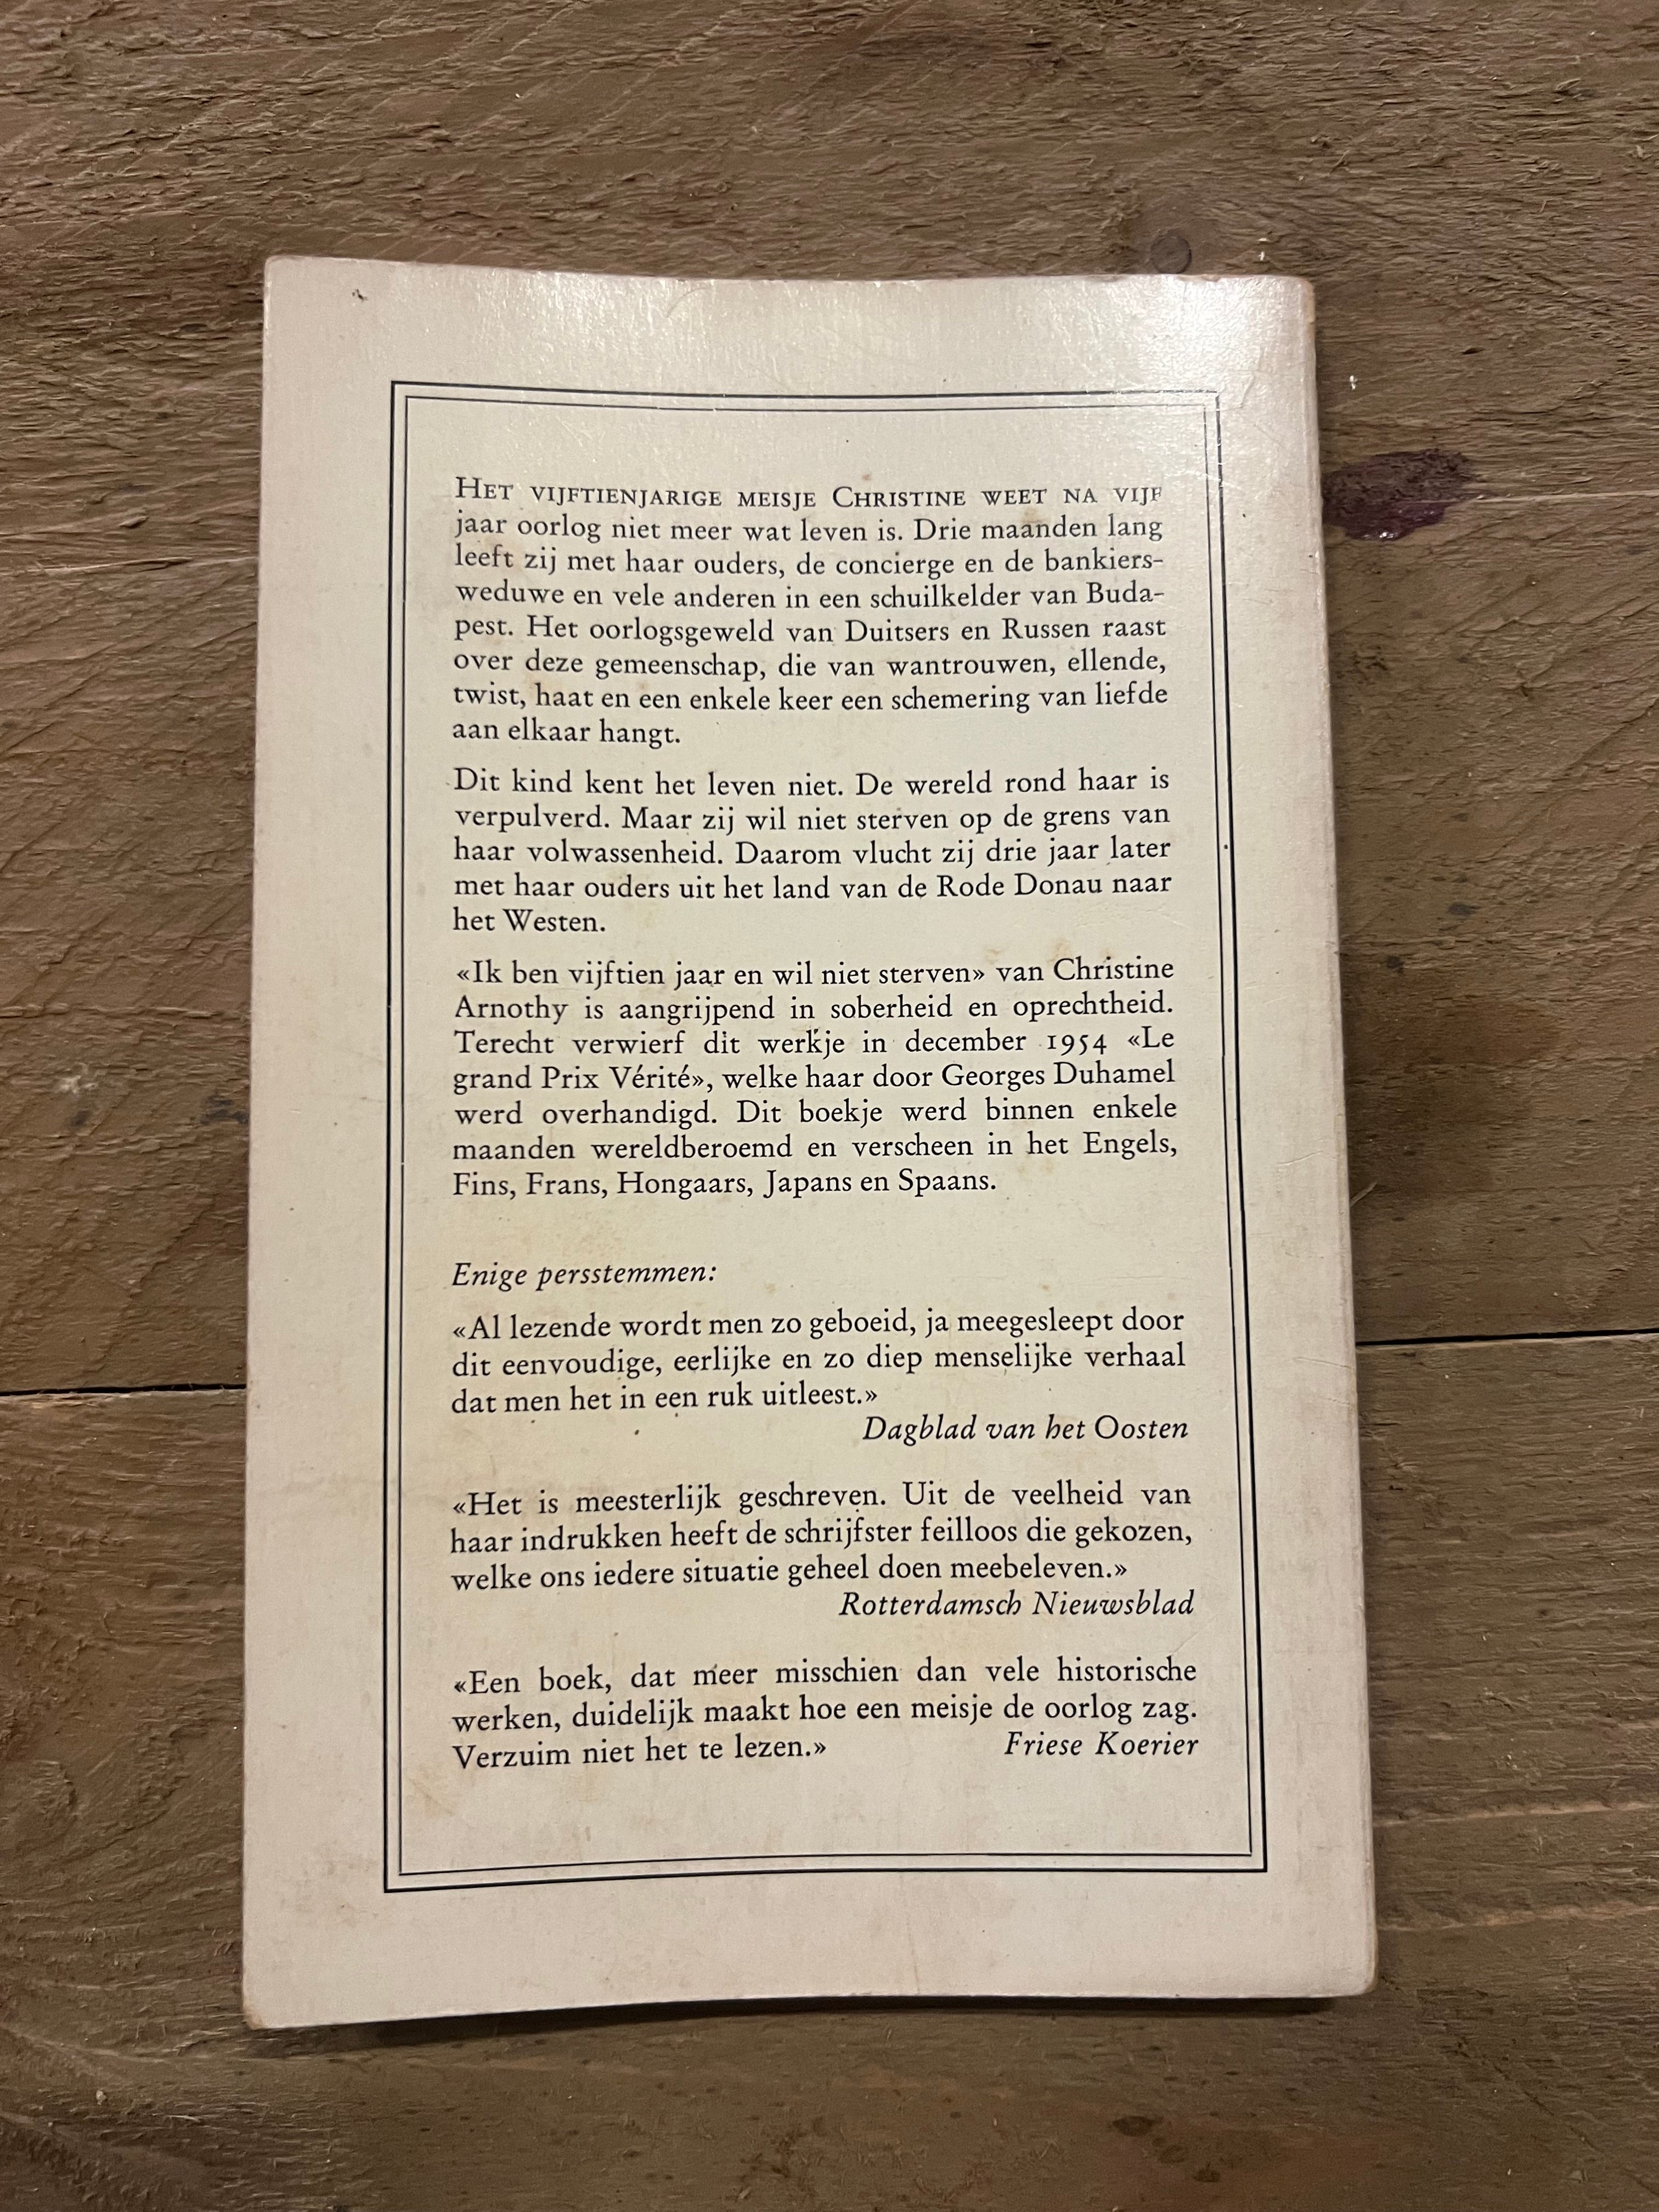 HET VIJFTIENJARIGE MEISJE CHRISTINE WEET NA VIJF
jaar oorlog niet meer wat leven is. Drie maanden lang
leeft zij met haar ouders, de concierge en de bankiers-
weduwe en vele anderen in een schuilkelder van Buda-
pest. Het oorlogsgeweld van Duitsers en Russen raast
over deze gemeenschap, die van wantrouwen, ellende,
twist, haat en een enkele keer een schemering van liefde
aan elkaar hangt.
Dit kind kent het leven niet. De wereld rond haar is
verpulverd. Maar zij wil niet sterven op de grens van
haar volwassenheid. Daarom vlucht zij drie jaar later
met haar ouders uit het land van de Rode Donau naar
het Westen.
«Ik ben vijftien jaar en wil niet sterven» van Christine
Arnothy is aangrijpend in soberheid en oprechtheid.
Terecht verwierf dit werkje in december 1954 «Le
grand Prix Vérité», welke haar door Georges Duhamel
werd overhandigd. Dit boekje werd binnen enkele
maanden wereldberoemd en verscheen in het Engels,
Fins, Frans, Hongaars, Japans en Spaans.
Enige persstemmen:
«Al lezende wordt men zo geboeid, ja meegesleept door
dit eenvoudige, eerlijke en zo diep menselijke verhaal
dat men het in een ruk uitleest.»
Dagblad van het Oosten
«Het is meesterlijk geschreven. Uit de veelheid van
haar indrukken heeft de schrijfster feilloos die gekozen,
welke ons iedere situatie geheel doen meebeleven.»
Rotterdamsch Nieuwsblad
«Een boek, dat meer misschien dan vele historische
werken, duidelijk maakt hoe een meisje de oorlog zag.
Verzuim niet het te lezen.» Friese Koerier